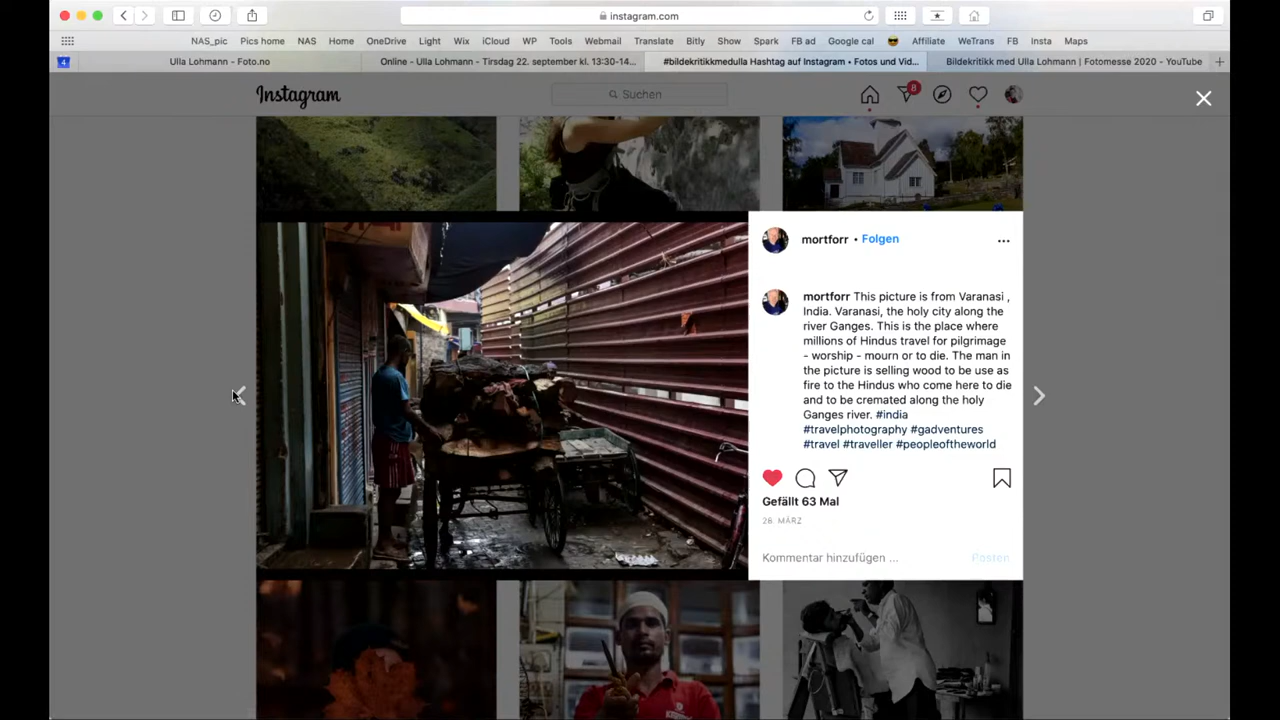 instagram.com
NAS_pic Pics home NAS Home OneDrive Light Wix iCloud WP Tools Webmail Translate Bitly Show Spark FB ad Google cal Affiliate WeTrans FB Insta Maps
4 Ulla Lohmann - Foto.no Online - Ulla Lohmann - Tirsdag 22. september kl. 13:30-14... #bildekritikkmedulla Hashtag auf Instagram • Fotos und Vid... Bildekritikk med Ulla Lohmann | Fotomesse 2020 - YouTube
Instagram Suchen 8
mortforr • Folgen
mortforr This picture is from Varanasi ,
India. Varanasi, the holy city along the
river Ganges. This is the place where
millions of Hindus travel for pilgrimage
- worship - mourn or to die. The man in
the picture is selling wood to be use as
fire to the Hindus who come here to die
and to be cremated along the holy
Ganges river. #india
#travelphotography #gadventures
#travel #traveller #peopleoftheworld
Gefällt 63 Mal
28. MÄRZ
Kommentar hinzufügen ... Posten